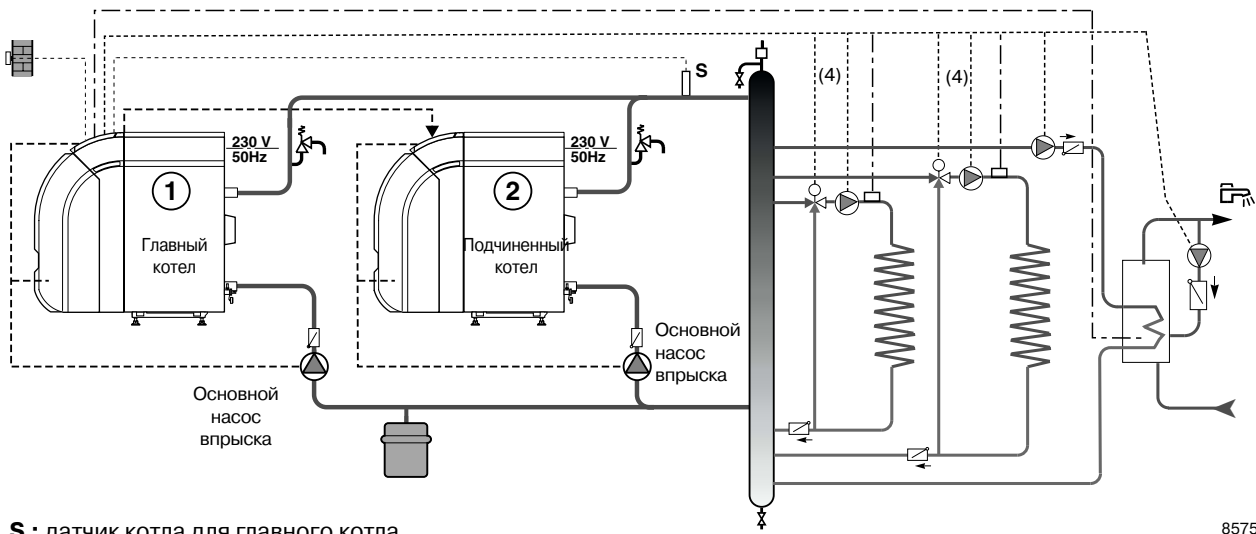 S
(4)
(4)
230 V
50Hz
230 V
50Hz
1
2
Главный
котел
Подчиненный
котел
Основной
насос
впрыска
Основной
насос
впрыска
S : датчик котла для главного котла
8575